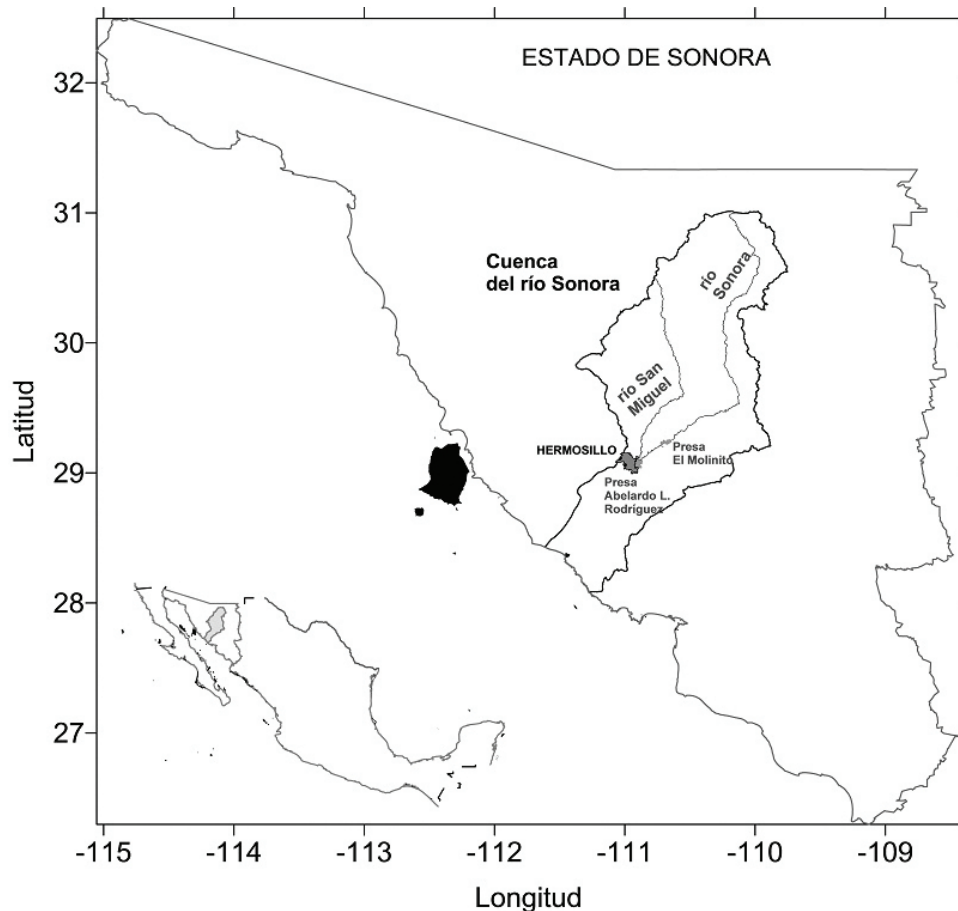 ESTADO DE SONORA
32
31
30
29
28
27
Latitud
Cuenca
del río Sonora
río
Sonora
río San
Miguel
HERMOSILLO
Presa
El Molinito
Presa
Abelardo L.
Rodríguez
-115
-114
-113
-112
-111
-110
-109
Longitud